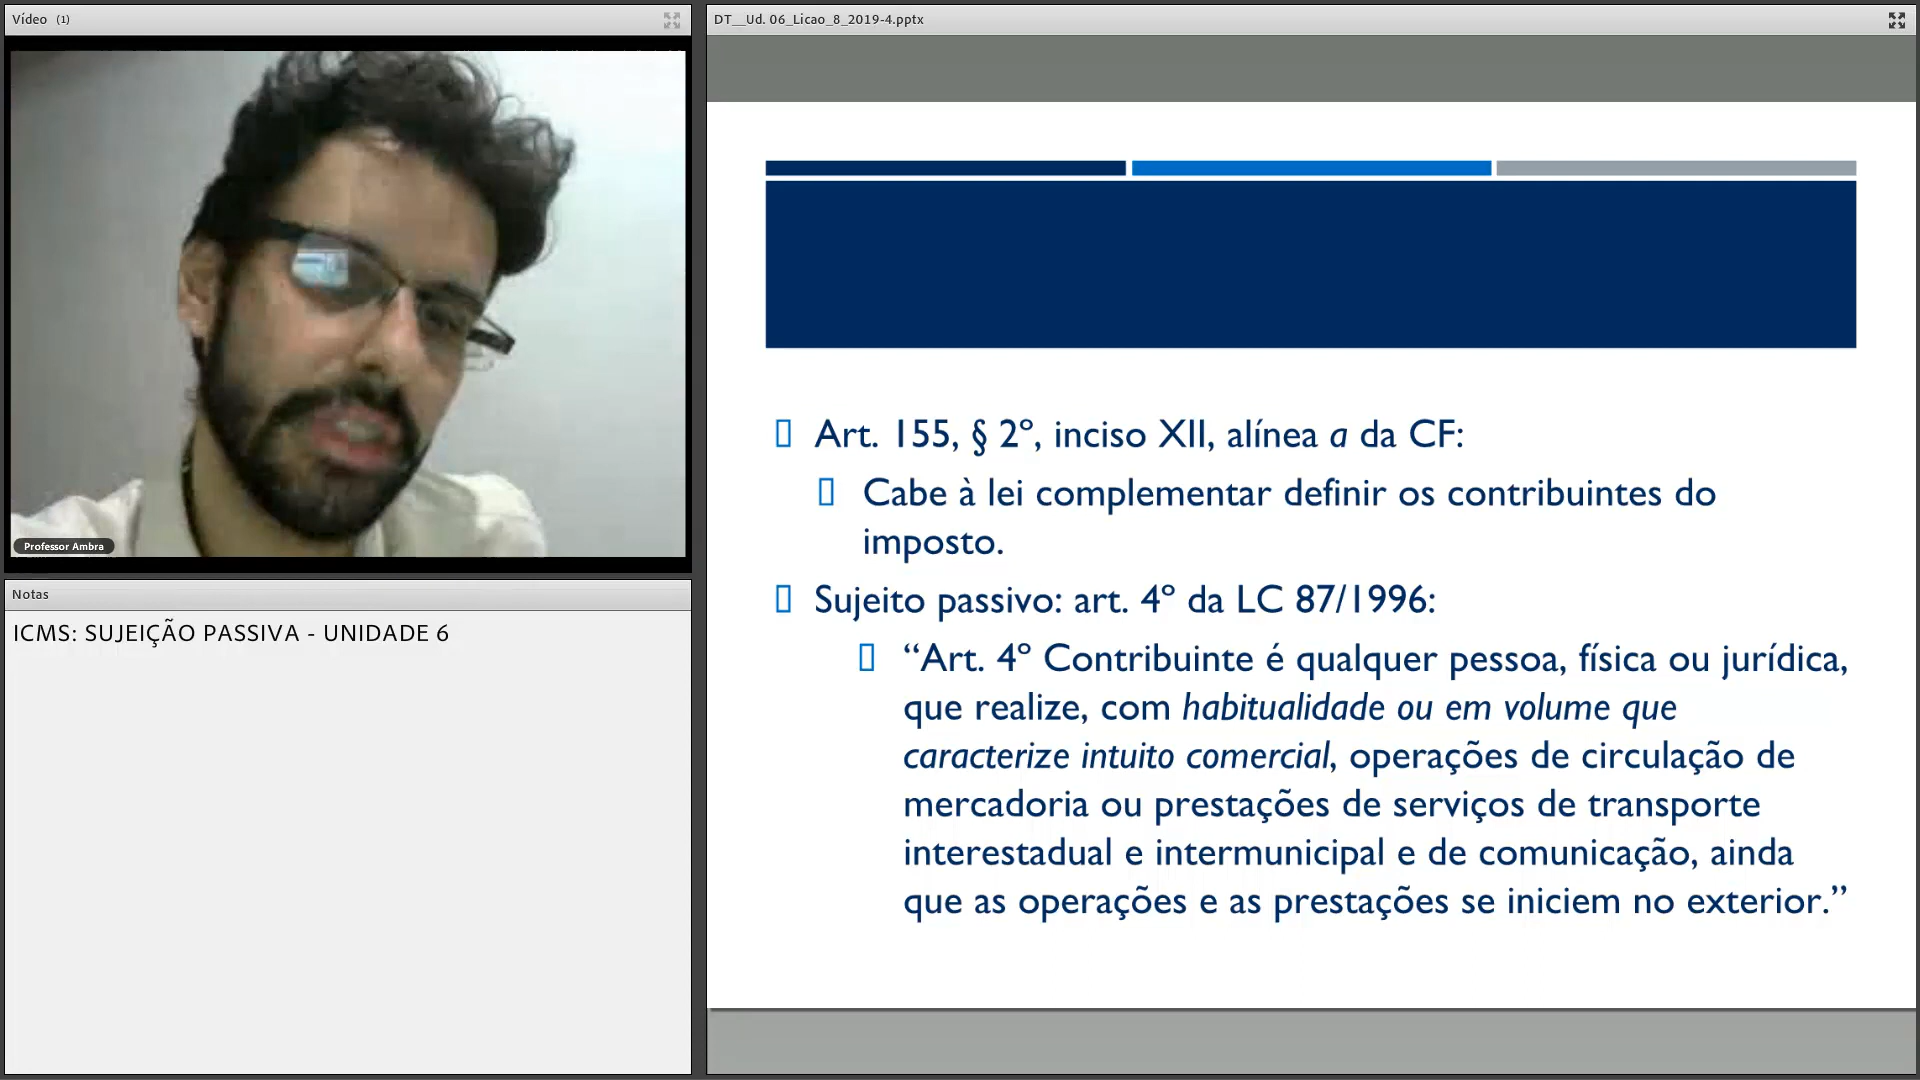 Vídeo (1)
DT__Ud. 06_Licao_8_2019-4.pptx
Professor Ambra
Notas
ICMS: SUJEIÇÃO PASSIVA - UNIDADE 6
Art. 155, § 2º, inciso XII, alínea a da CF:
Cabe à lei complementar definir os contribuintes do
imposto.
Sujeito passivo: art. 4º da LC 87/1996:
“Art. 4º Contribuinte é qualquer pessoa, física ou jurídica,
que realize, com habitualidade ou em volume que
caracterize intuito comercial, operações de circulação de
mercadoria ou prestações de serviços de transporte
interestadual e intermunicipal e de comunicação, ainda
que as operações e as prestações se iniciem no exterior.”